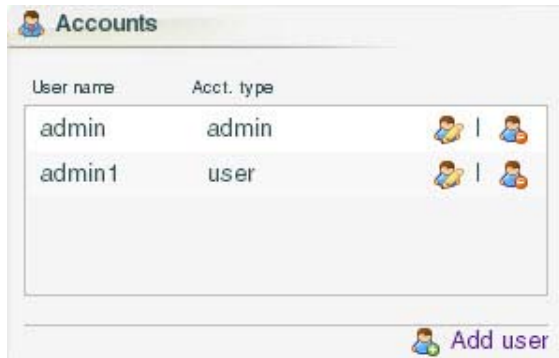 Accounts
User name Acct. type
admin admin |
admin1 user |
Add user